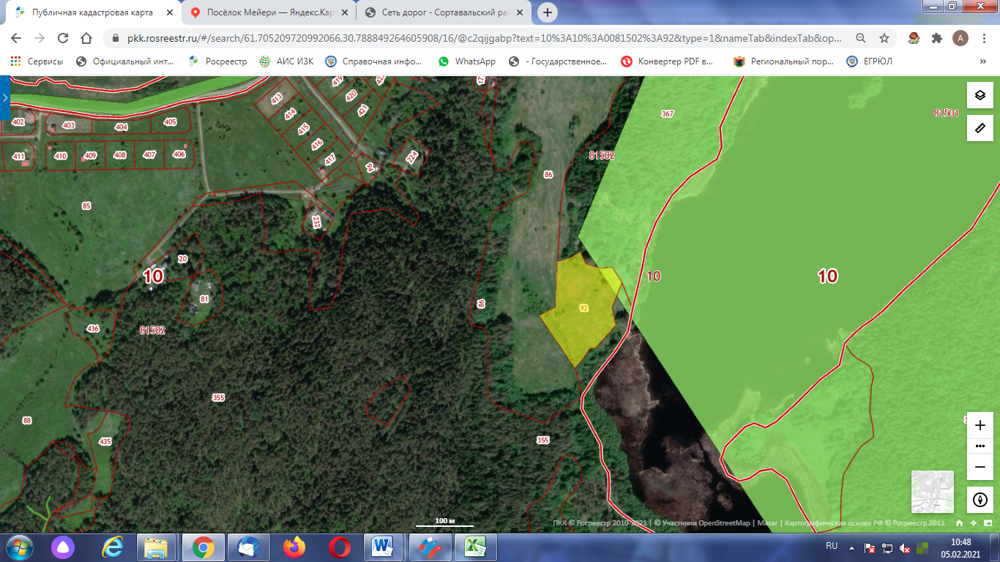 Публичная кадастровая карта
Посёлок Мейери — Яндекс.Кар
Сеть дорог - Сортавальский рай
pkk.rosreestr.ru/#/search/61.705209720992066,30.788849264605908/16/@c2qijgabp?text=10%3A10%3A0081502%3A92&type=1&nameTab&indexTab&op...
A
Сервисы
Официальный инт...
Росреестр
АИС ИЗК
Справочная инфо...
WhatsApp
- Государственное...
Конвертер PDF в...
Региональный пор...
ЕГРЮЛ
»
413
419
420
421
414
415
416
417
402
403
404
405
411
410
409
408
407
406
94
224
367
81501
81502
86
85
232
20
10
81
10
10
92
86
436
81502
355
88
435
355
100 м
ПКК © Росреестр 2010-2021 | © Участники OpenStreetMap | Maxar | Картографическая основа РФ © Росреестр 2011
RU
10:48
05.02.2021